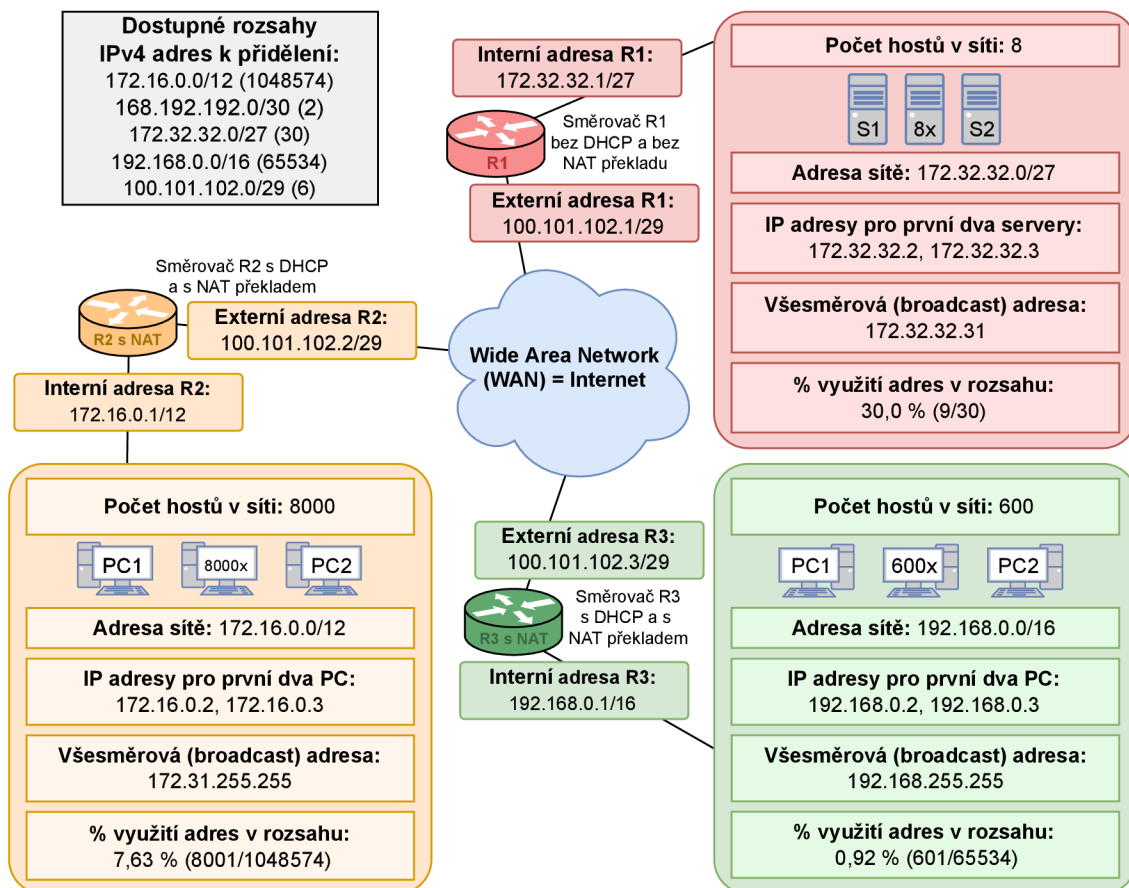 Dostupné rozsahy
IPv4 adres k přidělení:
172.16.0.0/12 (1048574)
168.192.192.0/30 (2)
172.32.32.0/27 (30)
192.168.0.0/16 (65534)
100.101.102.0/29 (6)
Interní adresa R1:
172.32.32.1/27
Směrovač R1
bez DHCP a bez
NAT překladu
R1
Externí adresa R1:
100.101.102.1/29
Počet hostů v síti: 8
S1
8x
S2
Adresa sítě: 172.32.32.0/27
IP adresy pro první dva servery:
172.32.32.2, 172.32.32.3
Všesměrová (broadcast) adresa:
172.32.32.31
% využití adres v rozsahu:
30,0 % (9/30)
Směrovač R2 s DHCP
a s NAT překladem
R2 s NAT
Externí adresa R2:
100.101.102.2/29
Interní adresa R2:
172.16.0.1/12
Wide Area Network
(WAN) = Internet
Počet hostů v síti: 8000
PC1
8000x
PC2
Adresa sítě: 172.16.0.0/12
IP adresy pro první dva PC:
172.16.0.2, 172.16.0.3
Všesměrová (broadcast) adresa:
172.31.255.255
% využití adres v rozsahu:
7,63 % (8001/1048574)
Externí adresa R3:
100.101.102.3/29
Směrovač R3
s DHCP a s
NAT překladem
R3 s NAT
Interní adresa R3:
192.168.0.1/16
Počet hostů v síti: 600
PC1
600x
PC2
Adresa sítě: 192.168.0.0/16
IP adresy pro první dva PC:
192.168.0.2, 192.168.0.3
Všesměrová (broadcast) adresa:
192.168.255.255
% využití adres v rozsahu:
0,92 % (601/65534)